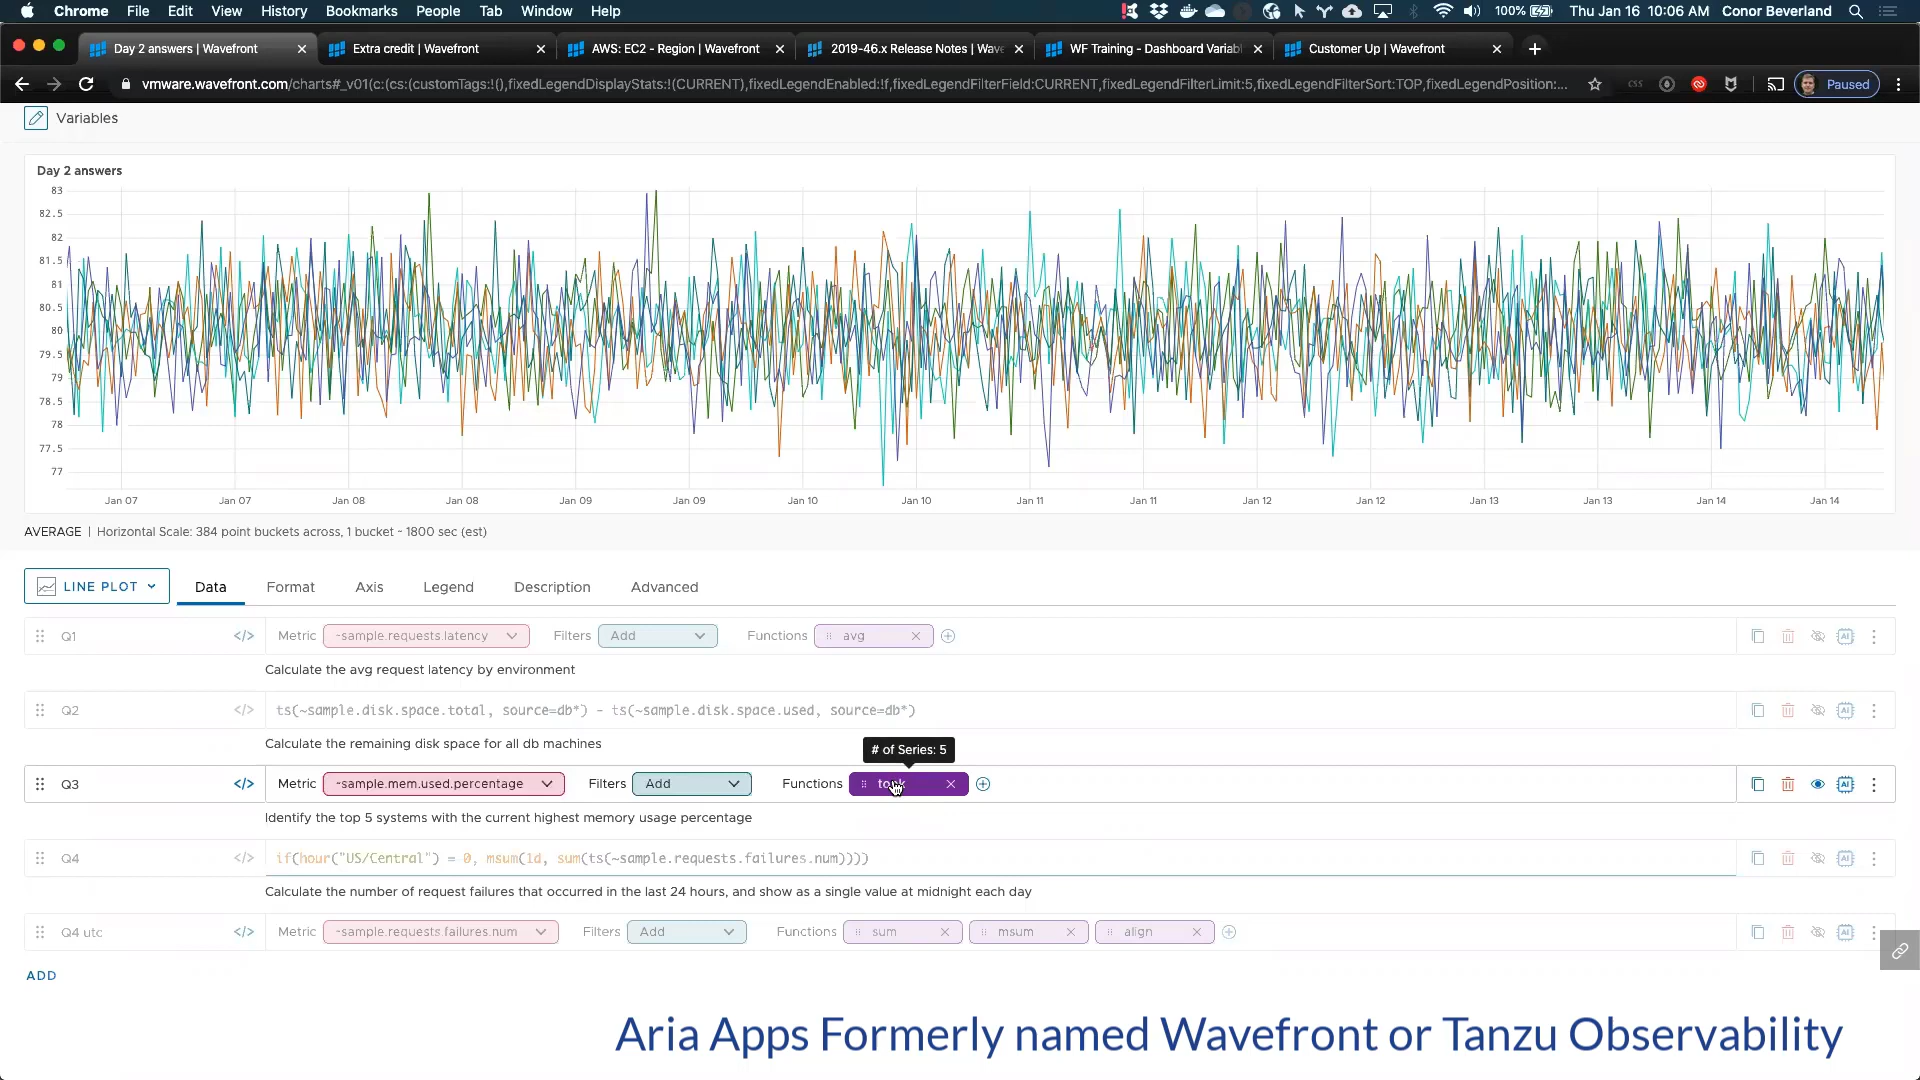 Chrome File Edit View History Bookmarks People Tab Window Help 100% Thu Jan 16 10:06 AM Conor Beverland
Day 2 answers | Wavefront Extra credit | Wavefront AWS: EC2 - Region | Wavefront 2019-46.x Release Notes | Wave WF Training - Dashboard Variabl Customer Up | Wavefront
vmware.wavefront.com/charts#_v01(c:(cs:(customTags:!(),fixedLegendDisplayStats:!(CURRENT),fixedLegendEnabled:!f,fixedLegendFilterField:CURRENT,fixedLegendFilterLimit:5,fixedLegendFilterSort:TOP,fixedLegendPosition:... css Paused
Variables
Day 2 answers
83
82.5
82
81.5
81
80.5
80
79.5
79
78.5
78
77.5
77
Jan 07 Jan 07 Jan 08 Jan 08 Jan 09 Jan 09 Jan 10 Jan 10 Jan 11 Jan 11 Jan 12 Jan 12 Jan 13 Jan 13 Jan 14 Jan 14
AVERAGE | Horizontal Scale: 384 point buckets across, 1 bucket ~ 1800 sec (est)
LINE PLOT Data Format Axis Legend Description Advanced
Q1 </> Metric ~sample.requests.latency Filters Add Functions avg AI
Calculate the avg request latency by environment
Q2 </> ts(~sample.disk.space.total, source=db*) - ts(~sample.disk.space.used, source=db*) AI
Calculate the remaining disk space for all db machines
# of Series: 5
Q3 </> Metric ~sample.mem.used.percentage Filters Add Functions AI
Identify the top 5 systems with the current highest memory usage percentage
Q4 </> if(hour("US/Central") = 0, msum(1d, sum(ts(~sample.requests.failures.num)))) AI
Calculate the number of request failures that occurred in the last 24 hours, and show as a single value at midnight each day
Q4 utc </> Metric ~sample.requests.failures.num Filters Add Functions sum msum align AI
ADD
Aria Apps Formerly named Wavefront or Tanzu Observability